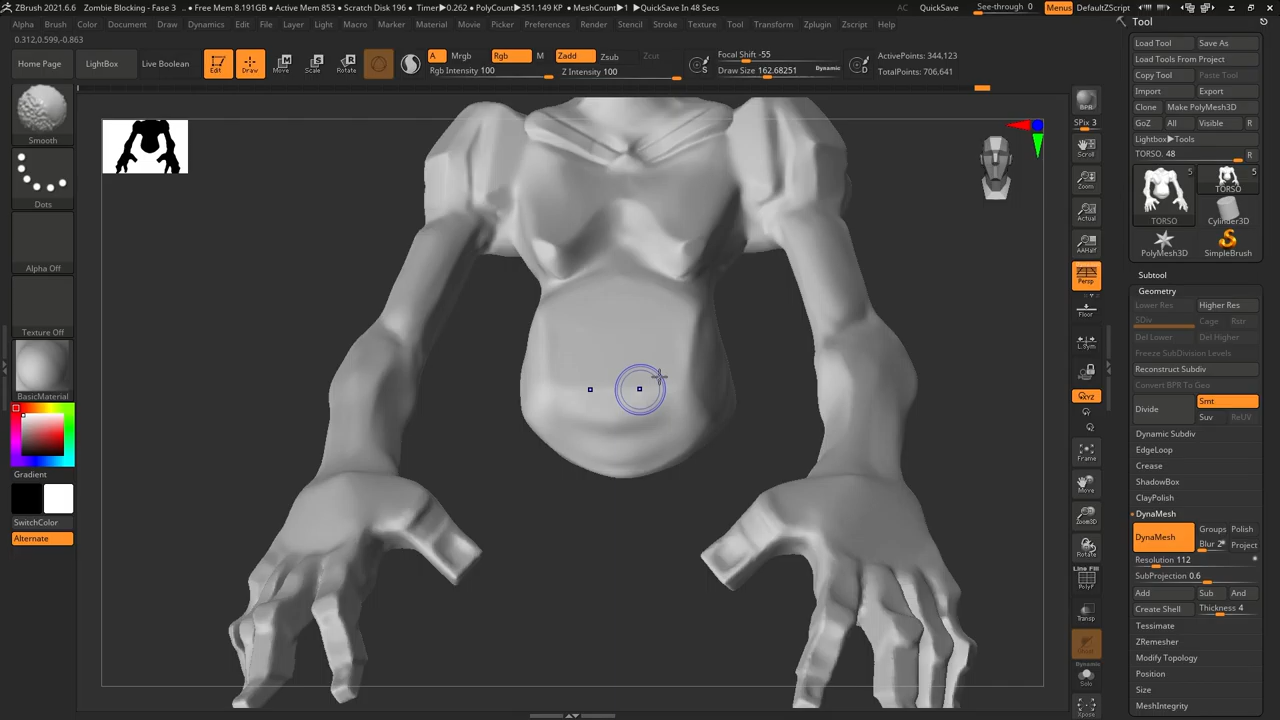 ZBrush 2021.6.6 Zombie Blocking - Fase 3 .. • Free Mem 8.191GB • Active Mem 853 • Scratch Disk 196 • Timer▶0.262 • PolyCount▶351.149 KP • MeshCount▶1 ▶QuickSave In 48 Secs AC QuickSave See-through 0 Menus DefaultZScript
Alpha Brush Color Document Draw Dynamics Edit File Layer Light Macro Marker Material Movie Picker Preferences Render Stencil Stroke Texture Tool Transform Zplugin Zscript Help
0.312,0.599,-0.863
Home Page LightBox Live Boolean Edit Draw Move Scale Rotate
A Mrgb Rgb M Zadd Zsub Zcut
Rgb Intensity 100 Z Intensity 100
Focal Shift -55
Draw Size 162.68251 Dynamic
S
D
ActivePoints: 344,123
TotalPoints: 706,641
Smooth
Dots
Alpha Off
Texture Off
BasicMaterial
Gradient
SwitchColor
Alternate
BPR
SPix 3
Scroll
Zoom
Actual
AAHalf
Persp
Floor
L.Sym
XYZ
Frame
Move
Zoom3D
Rotate
Line Fill
PolyF
Transp
Dynamic
Solo
Xpose
Tool
Load Tool Save As
Load Tools From Project
Copy Tool Paste Tool
Import Export
Clone Make PolyMesh3D
GoZ All Visible R
Lightbox▶Tools
TORSO. 48 R
5
5
TORSO
TORSO
Cylinder3D
PolyMesh3D
SimpleBrush
Subtool
Geometry
Lower Res Higher Res
SDiv Cage Rstr
Del Lower Del Higher
Freeze SubDivision Levels
Reconstruct Subdiv
Convert BPR To Geo
Divide Smt
Suv ReUV
Dynamic Subdiv
EdgeLoop
Crease
ShadowBox
ClayPolish
DynaMesh
DynaMesh Groups Polish
Blur 2 Project
Resolution 112
SubProjection 0.6
Add Sub And
Create Shell Thickness 4
Tessimate
ZRemesher
Modify Topology
Position
Size
MeshIntegrity